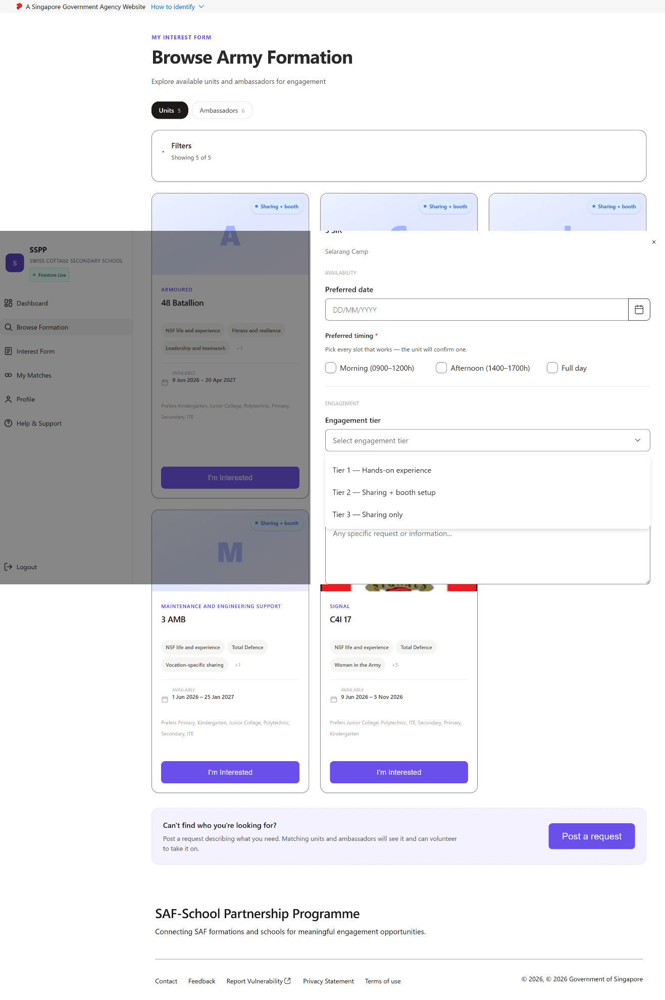 A Singapore Government Agency Website How to identify
MY INTEREST FORM
Browse Army Formation
Explore available units and ambassadors for engagement
Units 5
Ambassadors 6
Filters
Showing 5 of 5
Sharing + booth
Sharing + booth
Sharing + booth
A
SSPP
S
SWISS COTTAGE SECONDARY SCHOOL
Firestore Live
Dashboard
Browse Formation
Interest Form
My Matches
Profile
Help & Support
Logout
ARMOURED
48 Batallion
NSF life and experience
Fitness and resilience
Leadership and teamwork
+1
AVAILABLE
9 Jun 2026 – 20 Apr 2027
Prefers Kindergarten, Junior College, Polytechnic, Primary,
Secondary, ITE
I'm Interested
5 SIR
Selarang Camp
AVAILABILITY
Preferred date
DD/MM/YYYY
Preferred timing *
Pick every slot that works — the unit will confirm one.
Morning (0900–1200h)
Afternoon (1400–1700h)
Full day
ENGAGEMENT
Engagement tier
Select engagement tier
Tier 1 — Hands-on experience
Tier 2 — Sharing + booth setup
Tier 3 — Sharing only
Any specific request or information...
Sharing + booth
M
MAINTENANCE AND ENGINEERING SUPPORT
3 AMB
NSF life and experience
Total Defence
Vocation-specific sharing
+1
AVAILABLE
1 Jun 2026 – 25 Jan 2027
Prefers Primary, Kindergarten, Junior College, Polytechnic,
Secondary, ITE
I'm Interested
SIGNAL
C4I 17
NSF life and experience
Total Defence
Women in the Army
+5
AVAILABLE
9 Jun 2026 – 5 Nov 2026
Prefers Junior College, Polytechnic, ITE, Secondary, Primary,
Kindergarten
I'm Interested
Can't find who you're looking for?
Post a request describing what you need. Matching units and ambassadors will see it and can volunteer
to take it on.
Post a request
SAF-School Partnership Programme
Connecting SAF formations and schools for meaningful engagement opportunities.
Contact
Feedback
Report Vulnerability
Privacy Statement
Terms of use
© 2026, © 2026 Government of Singapore